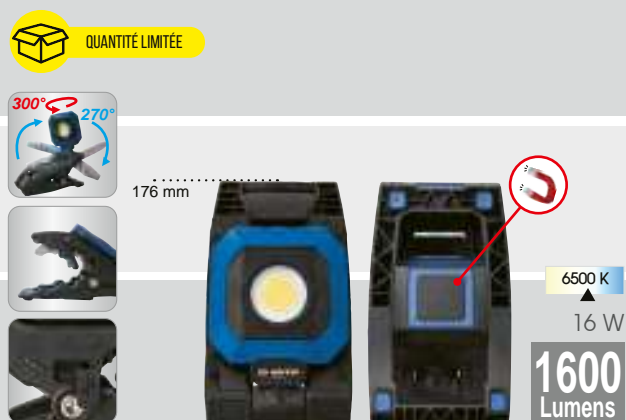 QUANTITÉ LIMITÉE
300°
270°
176 mm
6500 K
16 W
1600
Lumens